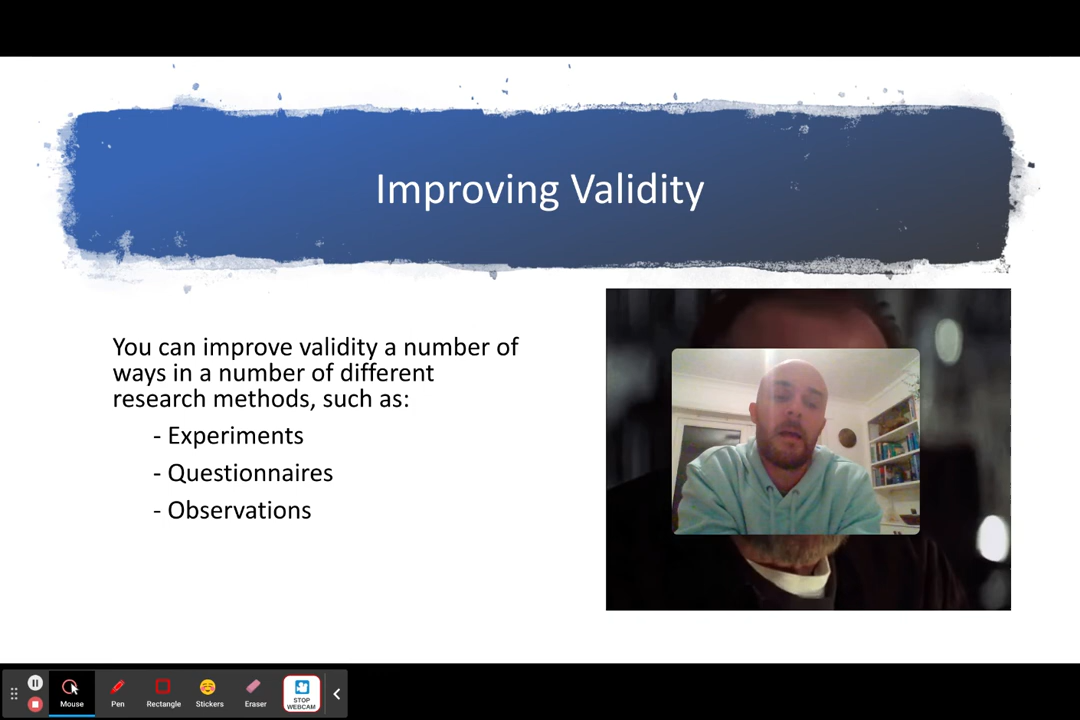 Improving Validity
You can improve validity a number of
ways in a number of different
research methods, such as:
- Experiments
- Questionnaires
- Observations
Mouse
Pen
Rectangle
Stickers
Eraser
STOP
WEBCAM